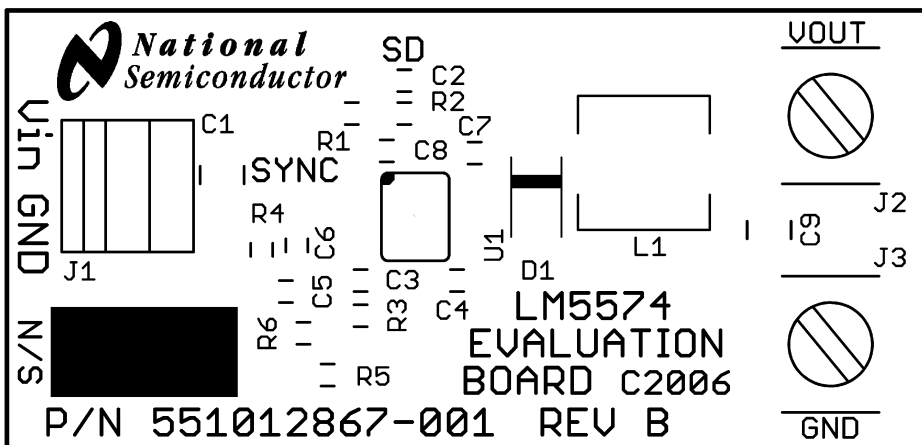 National
Semiconductor
SD
VOUT
C2
R2
C1
R1
C7
C8
Vin
SYNC
GND
R4
J2
C6
U1
L1
C9
J1
J3
C5
C3
D1
R3
C4
LM5574
N/S
R6
EVALUATION
R5
BOARD C2006
P/N 551012867-001 REV B
GND